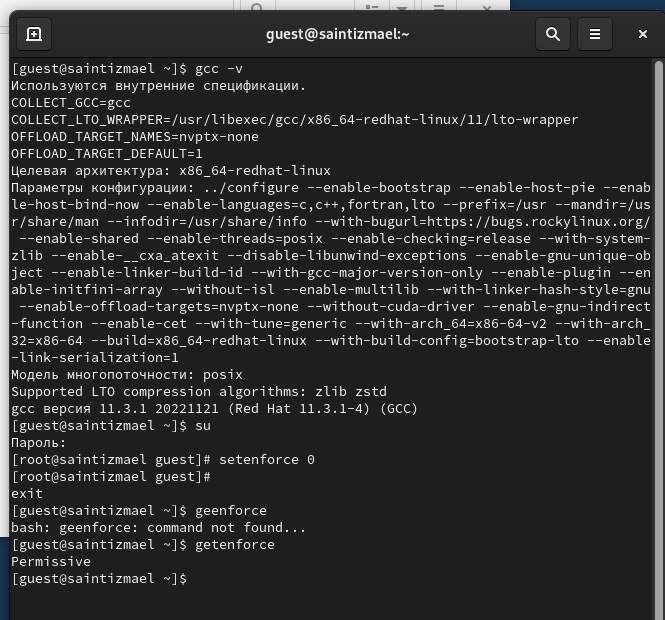 guest@saintizmael:~
[guest@saintizmael ~]$ gcc -v
Используются внутренние спецификации.
COLLECT_GCC=gcc
COLLECT_LTO_WRAPPER=/usr/libexec/gcc/x86_64-redhat-linux/11/lto-wrapper
OFFLOAD_TARGET_NAMES=nvptx-none
OFFLOAD_TARGET_DEFAULT=1
Целевая архитектура: x86_64-redhat-linux
Параметры конфигурации: ../configure --enable-bootstrap --enable-host-pie --enab
le-host-bind-now --enable-languages=c,c++,fortran,lto --prefix=/usr --mandir=/us
r/share/man --infodir=/usr/share/info --with-bugurl=https://bugs.rockylinux.org/
 --enable-shared --enable-threads=posix --enable-checking=release --with-system-
zlib --enable-__cxa_atexit --disable-libunwind-exceptions --enable-gnu-unique-ob
ject --enable-linker-build-id --with-gcc-major-version-only --enable-plugin --en
able-initfini-array --without-isl --enable-multilib --with-linker-hash-style=gnu
 --enable-offload-targets=nvptx-none --without-cuda-driver --enable-gnu-indirect
-function --enable-cet --with-tune=generic --with-arch_64=x86-64-v2 --with-arch_
32=x86-64 --build=x86_64-redhat-linux --with-build-config=bootstrap-lto --enable
-link-serialization=1
Модель многопоточности: posix
Supported LTO compression algorithms: zlib zstd
gcc версия 11.3.1 20221121 (Red Hat 11.3.1-4) (GCC)
[guest@saintizmael ~]$ su
Пароль:
[root@saintizmael guest]# setenforce 0
[root@saintizmael guest]#
exit
[guest@saintizmael ~]$ geenforce
bash: geenforce: command not found...
[guest@saintizmael ~]$ getenforce
Permissive
[guest@saintizmael ~]$